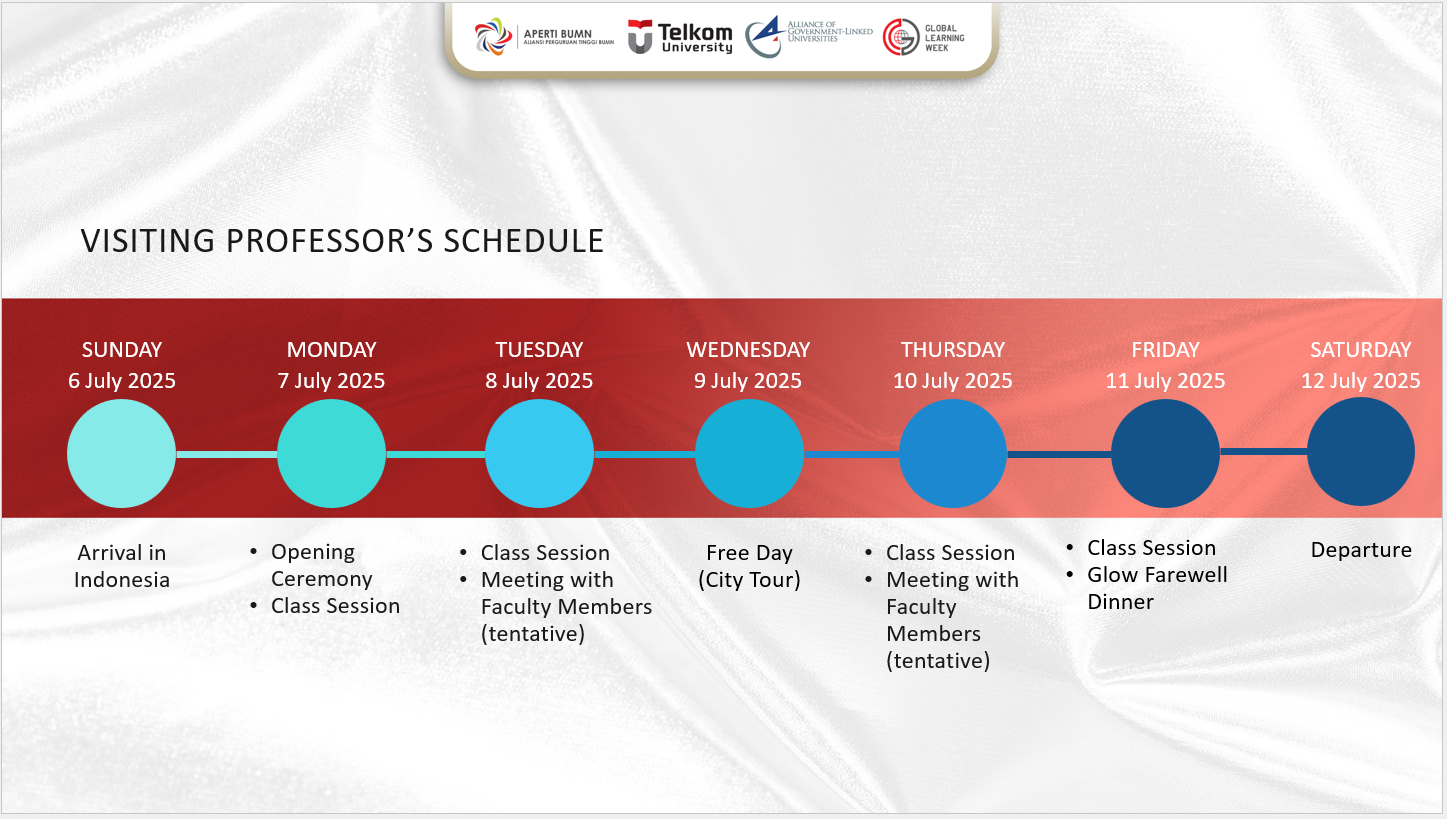 APERTI BUMN
ALIANSI PERGURUAN TINGGI BUMN
Telkom
University
ALLIANCE OF
GOVERNMENT-LINKED
UNIVERSITIES
GLOBAL
LEARNING
WEEK
VISITING PROFESSOR’S SCHEDULE
SUNDAY
6 July 2025
Arrival in
Indonesia
MONDAY
7 July 2025
• Opening
Ceremony
• Class Session
TUESDAY
8 July 2025
• Class Session
• Meeting with
Faculty Members
(tentative)
WEDNESDAY
9 July 2025
Free Day
(City Tour)
THURSDAY
10 July 2025
• Class Session
• Meeting with
Faculty
Members
(tentative)
FRIDAY
11 July 2025
• Class Session
• Glow Farewell
Dinner
SATURDAY
12 July 2025
Departure